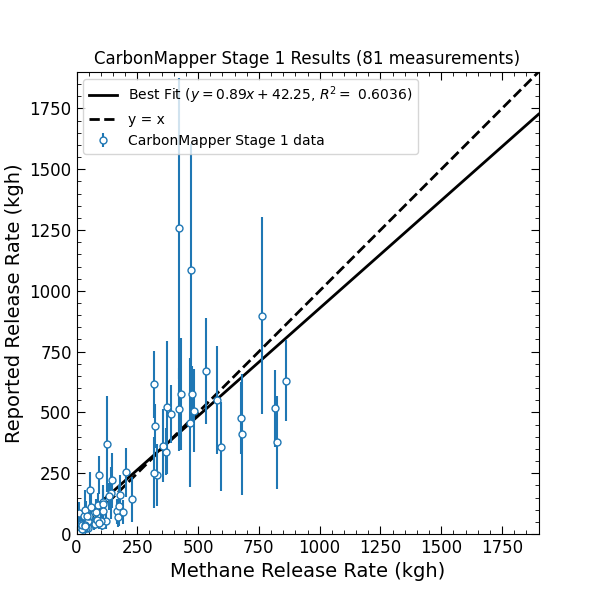 CarbonMapper Stage 1 Results (81 measurements)
Best Fit (y = 0.89x + 42.25, R² = 0.6036)
y = x
CarbonMapper Stage 1 data
Reported Release Rate (kgh)
1750
1500
1250
1000
750
500
250
0
0 250 500 750 1000 1250 1500 1750
Methane Release Rate (kgh)